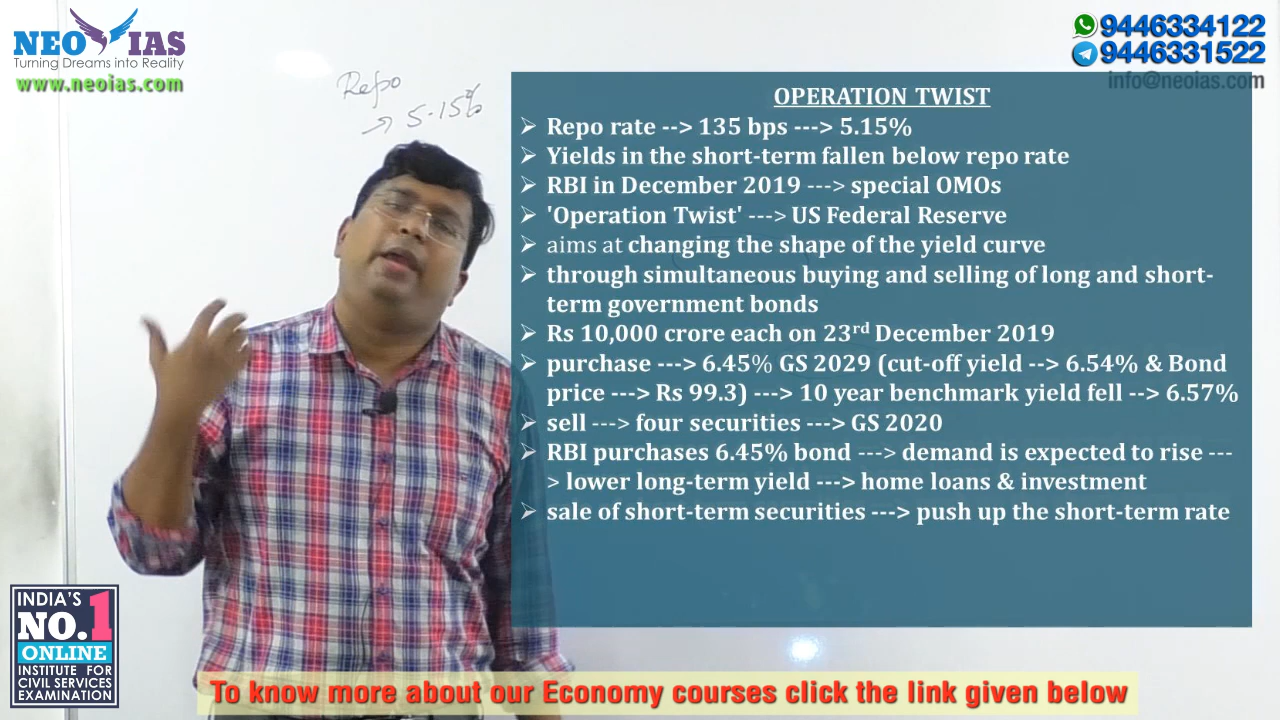 NEO IAS
Turning Dreams into Reality
www.neoias.com
9446334122
9446331522
info@neoias.com
Repo
→ 5.15%
OPERATION TWIST
➢ Repo rate --> 135 bps ---> 5.15%
➢ Yields in the short-term fallen below repo rate
➢ RBI in December 2019 ---> special OMOs
➢ 'Operation Twist' ---> US Federal Reserve
➢ aims at changing the shape of the yield curve
➢ through simultaneous buying and selling of long and short-
term government bonds
➢ Rs 10,000 crore each on 23rd December 2019
➢ purchase ---> 6.45% GS 2029 (cut-off yield --> 6.54% & Bond
price ---> Rs 99.3) ---> 10 year benchmark yield fell --> 6.57%
➢ sell ---> four securities ---> GS 2020
➢ RBI purchases 6.45% bond ---> demand is expected to rise ---
> lower long-term yield ---> home loans & investment
➢ sale of short-term securities ---> push up the short-term rate
INDIA'S
NO.1
ONLINE
INSTITUTE FOR
CIVIL SERVICES
EXAMINATION
To know more about our Economy courses click the link given below